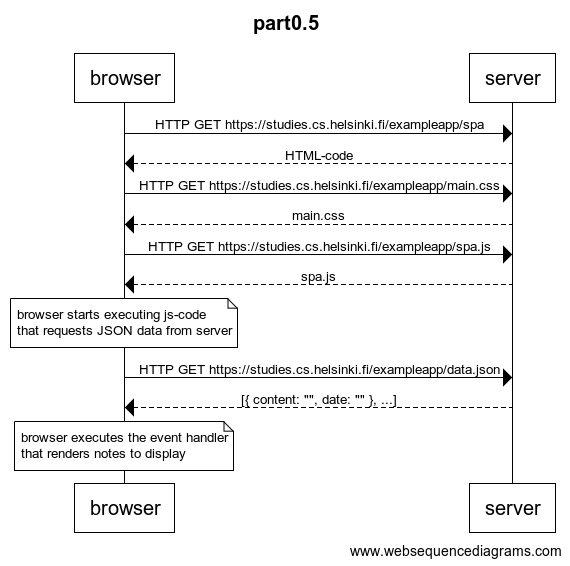 part0.5
browser
server
HTTP GET https://studies.cs.helsinki.fi/exampleapp/spa
HTML-code
HTTP GET https://studies.cs.helsinki.fi/exampleapp/main.css
main.css
HTTP GET https://studies.cs.helsinki.fi/exampleapp/spa.js
spa.js
browser starts executing js-code
that requests JSON data from server
HTTP GET https://studies.cs.helsinki.fi/exampleapp/data.json
[{ content: "", date: "" }, ...]
browser executes the event handler
that renders notes to display
browser
server
www.websequencediagrams.com